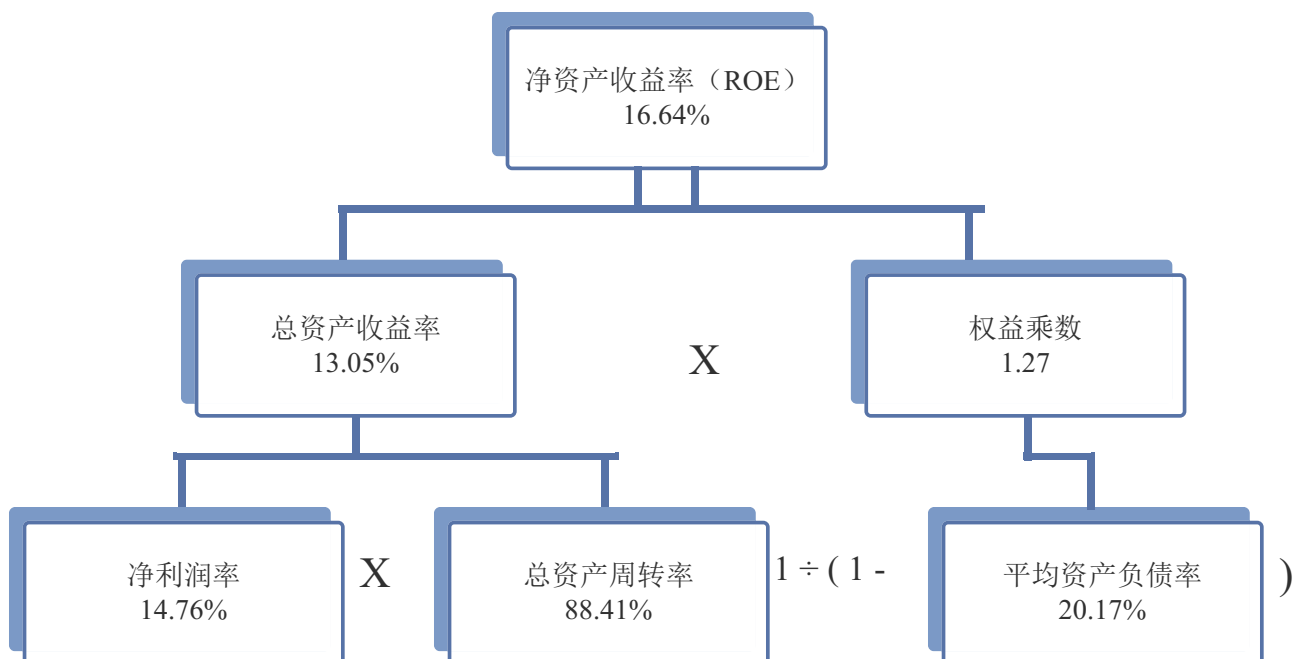 净资产收益率（ROE）
16.64%
总资产收益率
13.05%
X
权益乘数
1.27
净利润率
14.76%
X
总资产周转率
88.41%
1 ÷ ( 1 -
平均资产负债率
20.17%
)